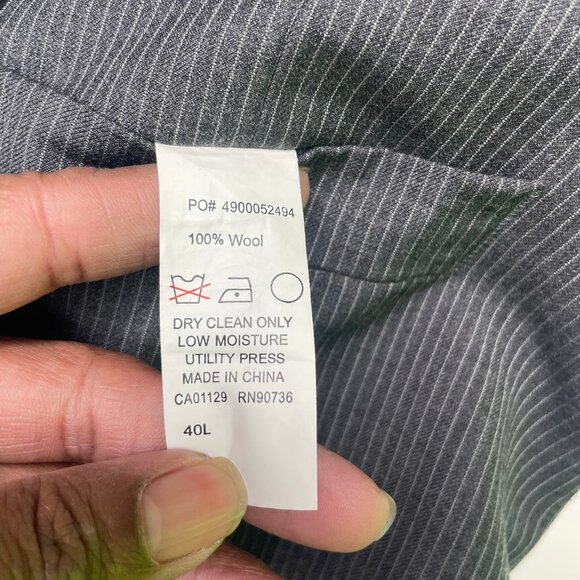 PO# 4900052494
100% Wool
DRY CLEAN ONLY
LOW MOISTURE
UTILITY PRESS
MADE IN CHINA
CA01129 RN90736
40L